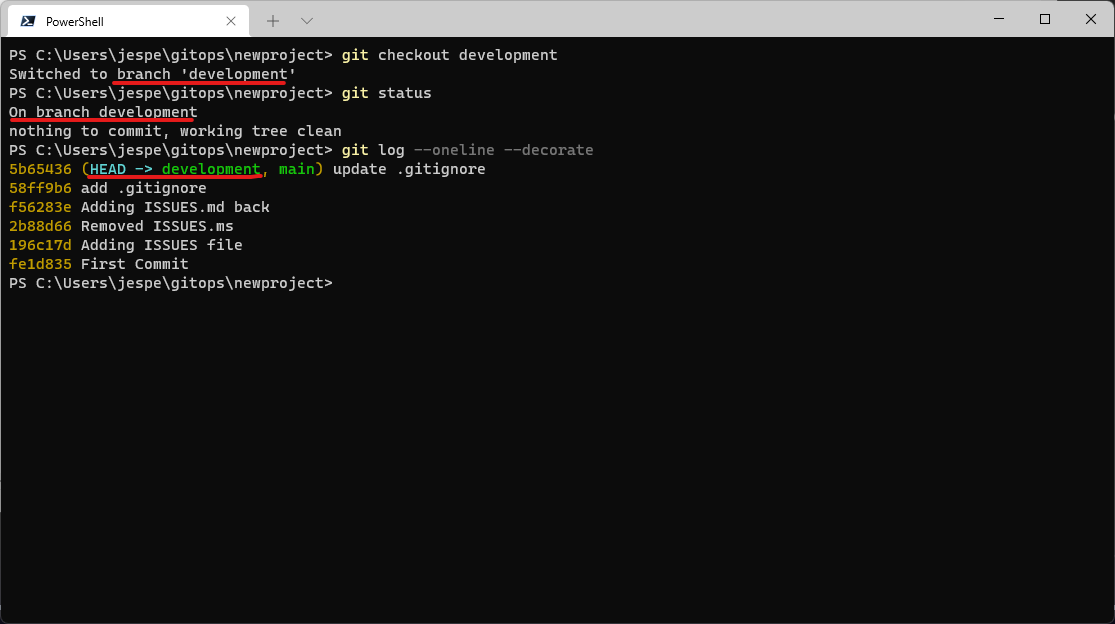 PowerShell
PS C:\Users\jespe\gitops\newproject> git checkout development
Switched to branch 'development'
PS C:\Users\jespe\gitops\newproject> git status
On branch development
nothing to commit, working tree clean
PS C:\Users\jespe\gitops\newproject> git log --oneline --decorate
5b65436 (HEAD -> development, main) update .gitignore
58ff9b6 add .gitignore
f56283e Adding ISSUES.md back
2b88d66 Removed ISSUES.ms
196c17d Adding ISSUES file
fe1d835 First Commit
PS C:\Users\jespe\gitops\newproject>